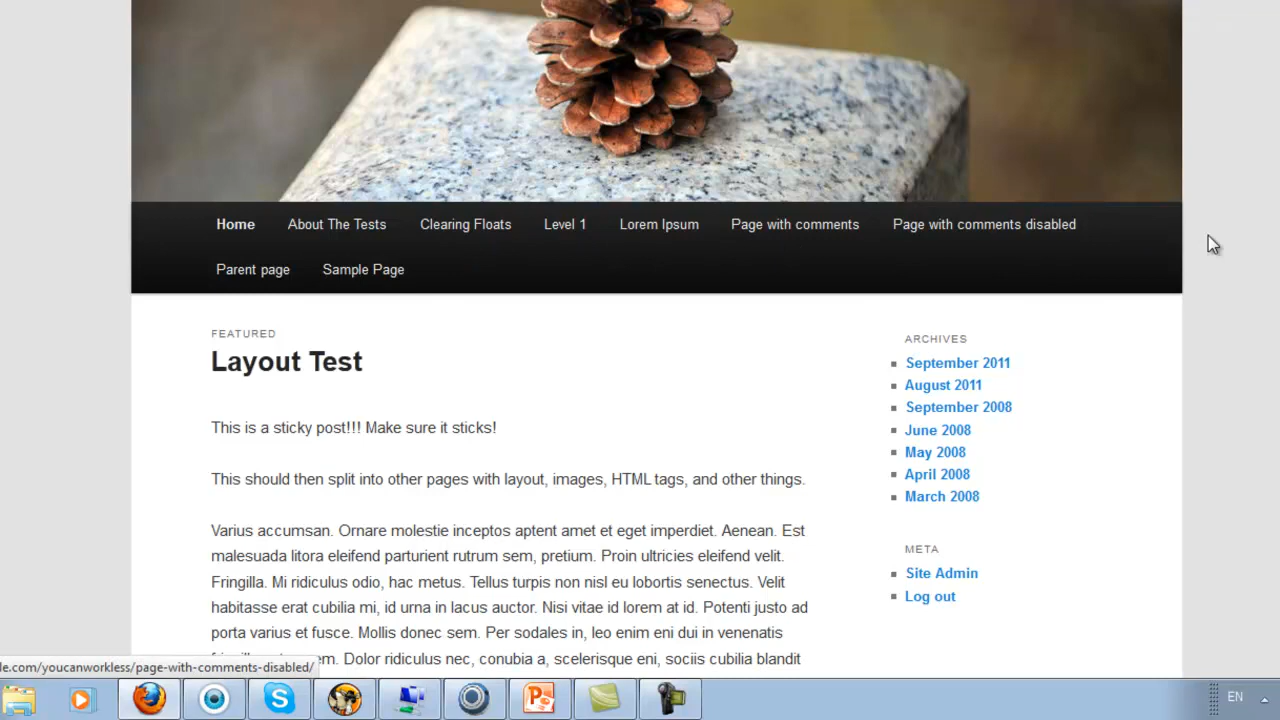 Home About The Tests Clearing Floats Level 1 Lorem Ipsum Page with comments Page with comments disabled
Parent page Sample Page
FEATURED
Layout Test
This is a sticky post!!! Make sure it sticks!
This should then split into other pages with layout, images, HTML tags, and other things.
Varius accumsan. Ornare molestie inceptos aptent amet et eget imperdiet. Aenean. Est
malesuada litora eleifend parturient rutrum sem, pretium. Proin ultricies eleifend velit.
Fringilla. Mi ridiculus odio, hac metus. Tellus turpis non nisl eu lobortis senectus. Velit
habitasse erat cubilia mi, id urna in lacus auctor. Nisi vitae id lorem at id. Potenti justo ad
porta varius et fusce. Mollis donec sem. Per sodales in, leo enim eni dui in venenatis
Dolor ridiculus nec, conubia a, scelerisque eni, sociis cubilia blandit
ARCHIVES
September 2011
August 2011
September 2008
June 2008
May 2008
April 2008
March 2008
META
Site Admin
Log out
le.com/youcanworkless/page-with-comments-disabled/
EN